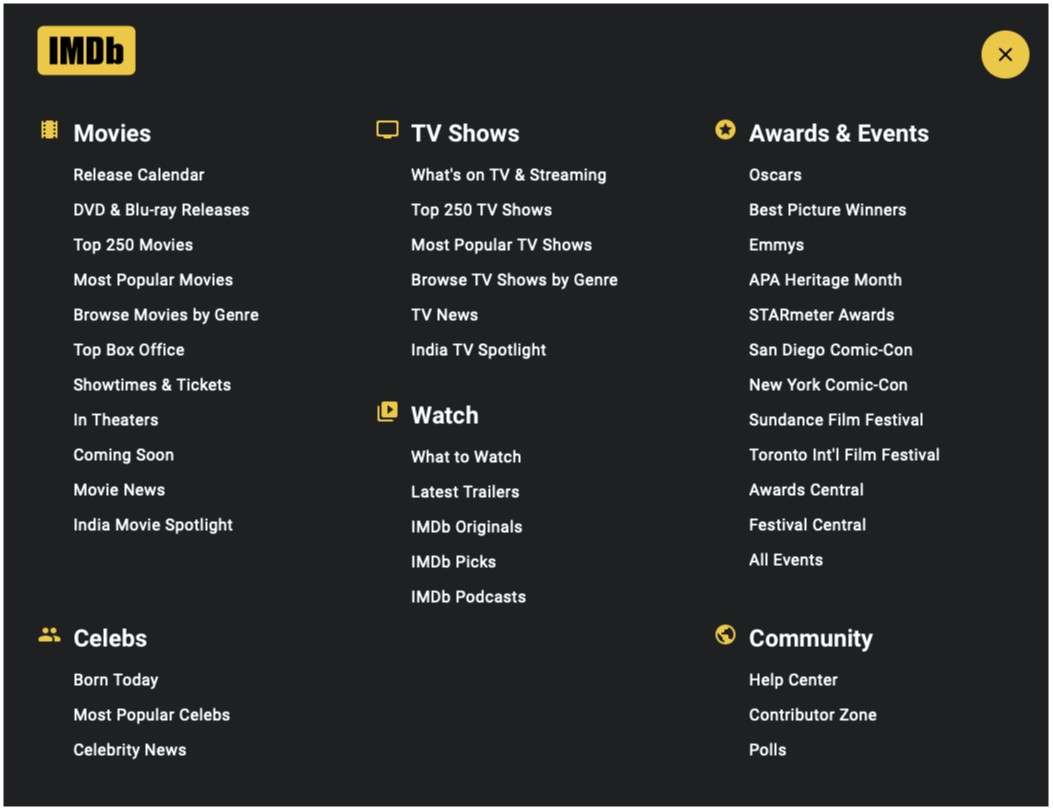 IMDb
Movies
Release Calendar
DVD & Blu-ray Releases
Top 250 Movies
Most Popular Movies
Browse Movies by Genre
Top Box Office
Showtimes & Tickets
In Theaters
Coming Soon
Movie News
India Movie Spotlight
TV Shows
What's on TV & Streaming
Top 250 TV Shows
Most Popular TV Shows
Browse TV Shows by Genre
TV News
India TV Spotlight
Watch
What to Watch
Latest Trailers
IMDb Originals
IMDb Picks
IMDb Podcasts
Awards & Events
Oscars
Best Picture Winners
Emmys
APA Heritage Month
STARmeter Awards
San Diego Comic-Con
New York Comic-Con
Sundance Film Festival
Toronto Int'l Film Festival
Awards Central
Festival Central
All Events
Celebs
Born Today
Most Popular Celebs
Celebrity News
Community
Help Center
Contributor Zone
Polls